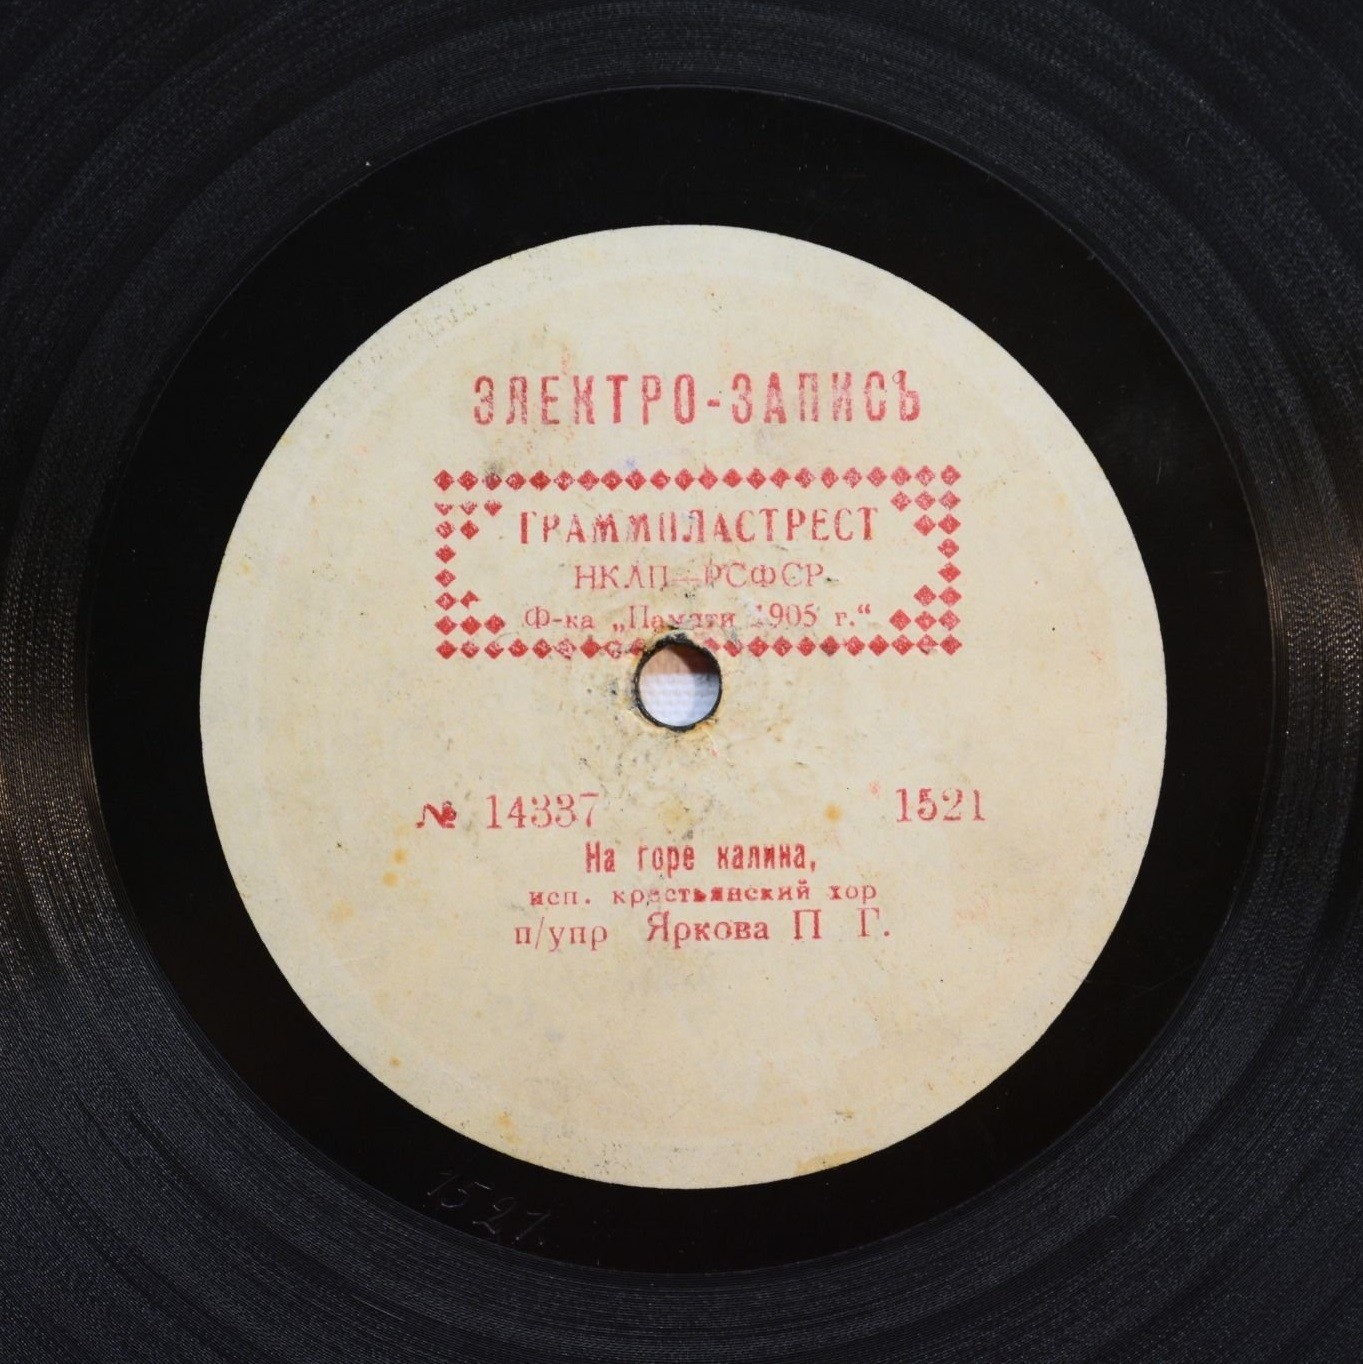 ЭЛЕКТРО-ЗАПИСЬ
ГРАММПЛАСТРЕСТ
НКЛП—РСФСР
Ф-ка „Памяти 1905 г.“
№ 14337 1521
На горе калина,
исп. крестьянский хор
п/упр Яркова П Г.
1521.